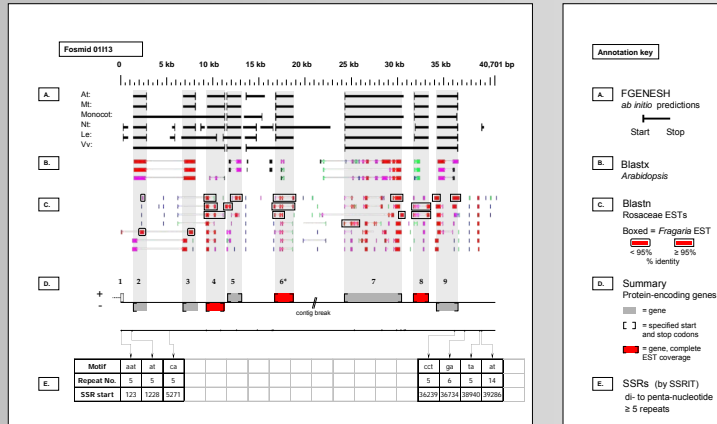 Fosmid 01I13
0 5 kb 10 kb 15 kb 20 kb 25 kb 30 kb 35 kb 40,701 bp
A.
At:
Mt:
Monocot:
Nt:
Le:
Vv:
B.
C.
D.
1 2 3 4 5 6* 7 8 9
+
-
contig break
E.
Motif aat at ca cct ga ta at
Repeat No. 5 5 5 5 6 5 14
SSR start 123 1228 5271 36239 36734 38940 39286
Annotation key
A. FGENESH
ab initio predictions
Start Stop
B. Blastx
Arabidopsis
C. Blastn
Rosaceae ESTs
Boxed = Fragaria EST
< 95% ≥ 95%
% identity
D. Summary
Protein-encoding genes
= gene
[ ] = specified start
and stop codons
= gene, complete
EST coverage
E. SSRs (by SSRIT)
di- to penta-nucleotide
≥ 5 repeats